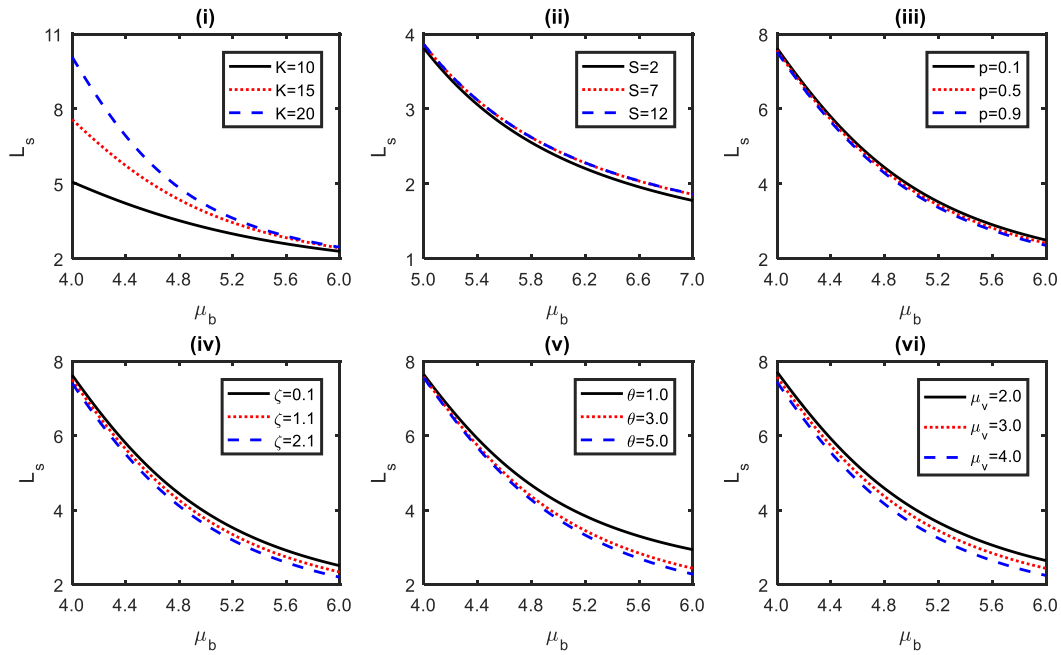 (i)
11
8
5
2
L_s
4.0 4.4 4.8 5.2 5.6 6.0
μ_b
K=10
K=15
K=20
(ii)
4
3
2
1
L_s
5.0 5.4 5.8 6.2 6.6 7.0
μ_b
S=2
S=7
S=12
(iii)
8
6
4
2
L_s
4.0 4.4 4.8 5.2 5.6 6.0
μ_b
p=0.1
p=0.5
p=0.9
(iv)
8
6
4
2
L_s
4.0 4.4 4.8 5.2 5.6 6.0
μ_b
ζ=0.1
ζ=1.1
ζ=2.1
(v)
8
6
4
2
L_s
4.0 4.4 4.8 5.2 5.6 6.0
μ_b
θ=1.0
θ=3.0
θ=5.0
(vi)
8
6
4
2
L_s
4.0 4.4 4.8 5.2 5.6 6.0
μ_b
μ_v=2.0
μ_v=3.0
μ_v=4.0